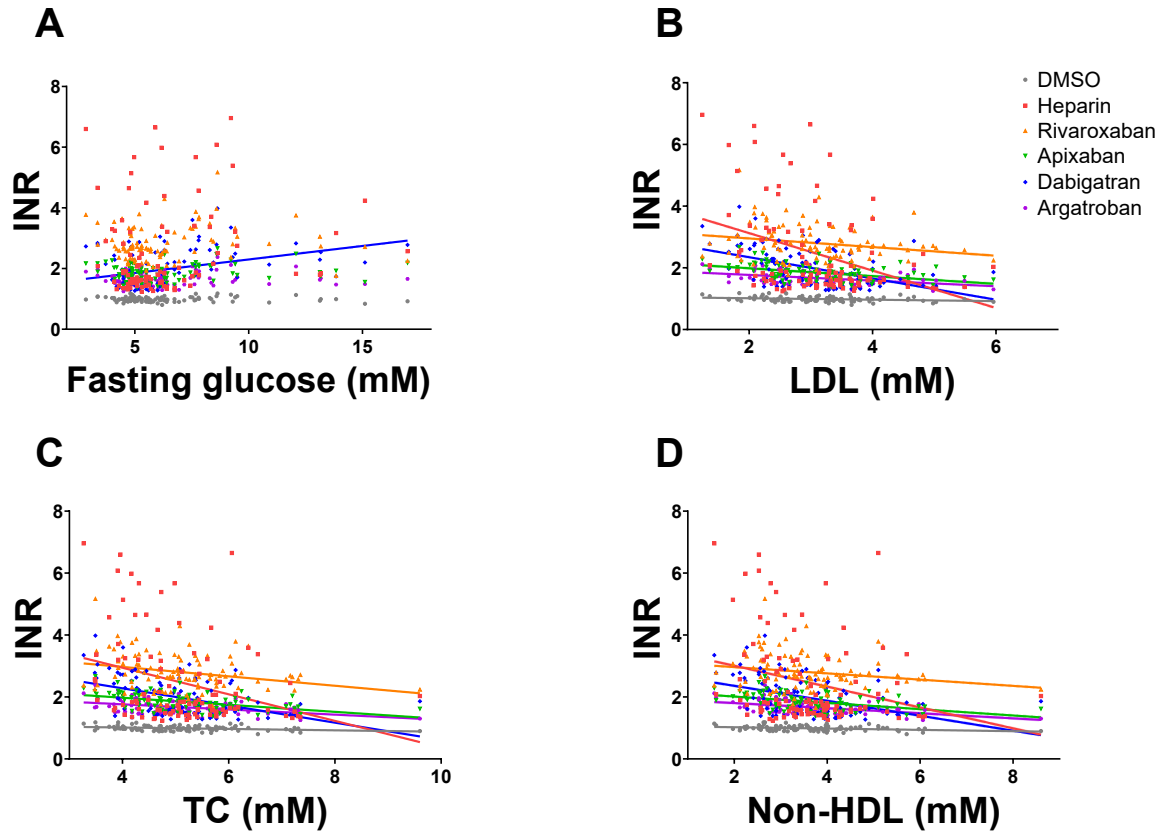 A
INR
8
6
4
2
0
5 10 15
Fasting glucose (mM)
B
INR
8
6
4
2
0
2 4 6
LDL (mM)
DMSO
Heparin
Rivaroxaban
Apixaban
Dabigatran
Argatroban
C
INR
8
6
4
2
0
4 6 8 10
TC (mM)
D
INR
8
6
4
2
0
2 4 6 8
Non-HDL (mM)